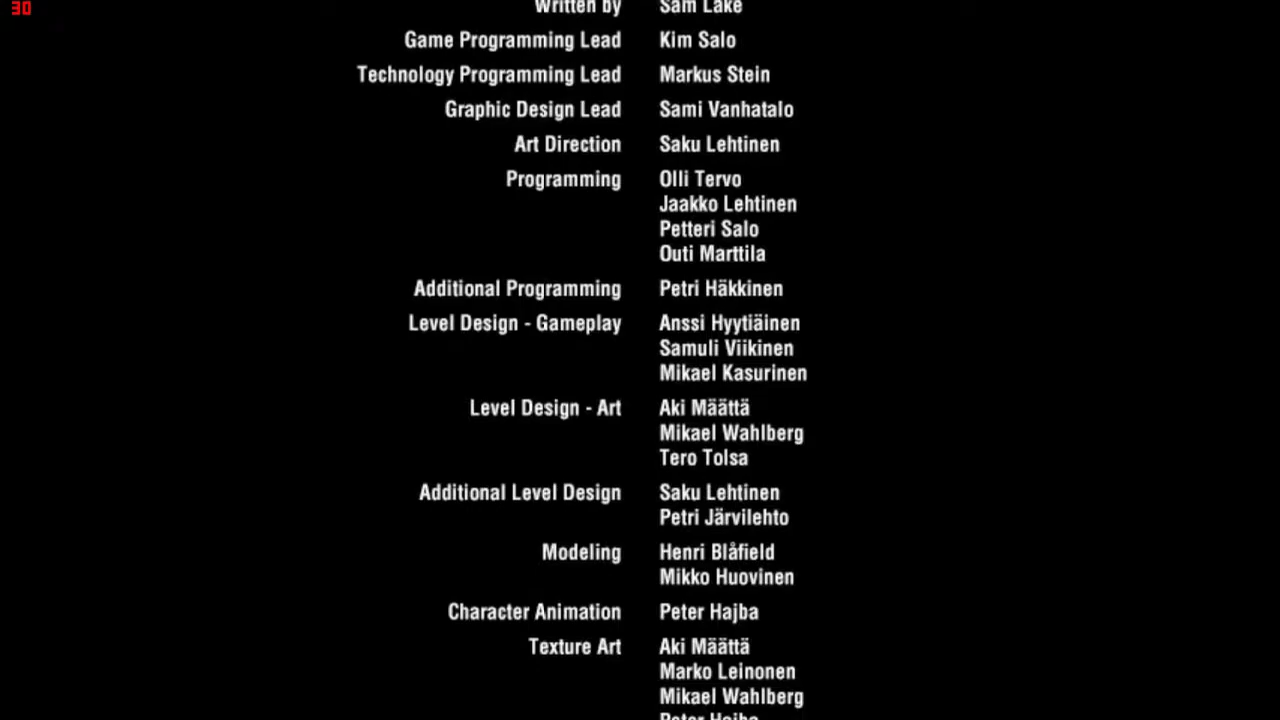 30
Written by Sam Lake
Game Programming Lead Kim Salo
Technology Programming Lead Markus Stein
Graphic Design Lead Sami Vanhatalo
Art Direction Saku Lehtinen
Programming Olli Tervo
Jaakko Lehtinen
Petteri Salo
Outi Marttila
Additional Programming Petri Häkkinen
Level Design - Gameplay Anssi Hyytiäinen
Samuli Viikinen
Mikael Kasurinen
Level Design - Art Aki Määttä
Mikael Wahlberg
Tero Tolsa
Additional Level Design Saku Lehtinen
Petri Järvilehto
Modeling Henri Blåfield
Mikko Huovinen
Character Animation Peter Hajba
Texture Art Aki Määttä
Marko Leinonen
Mikael Wahlberg
Peter Hajba